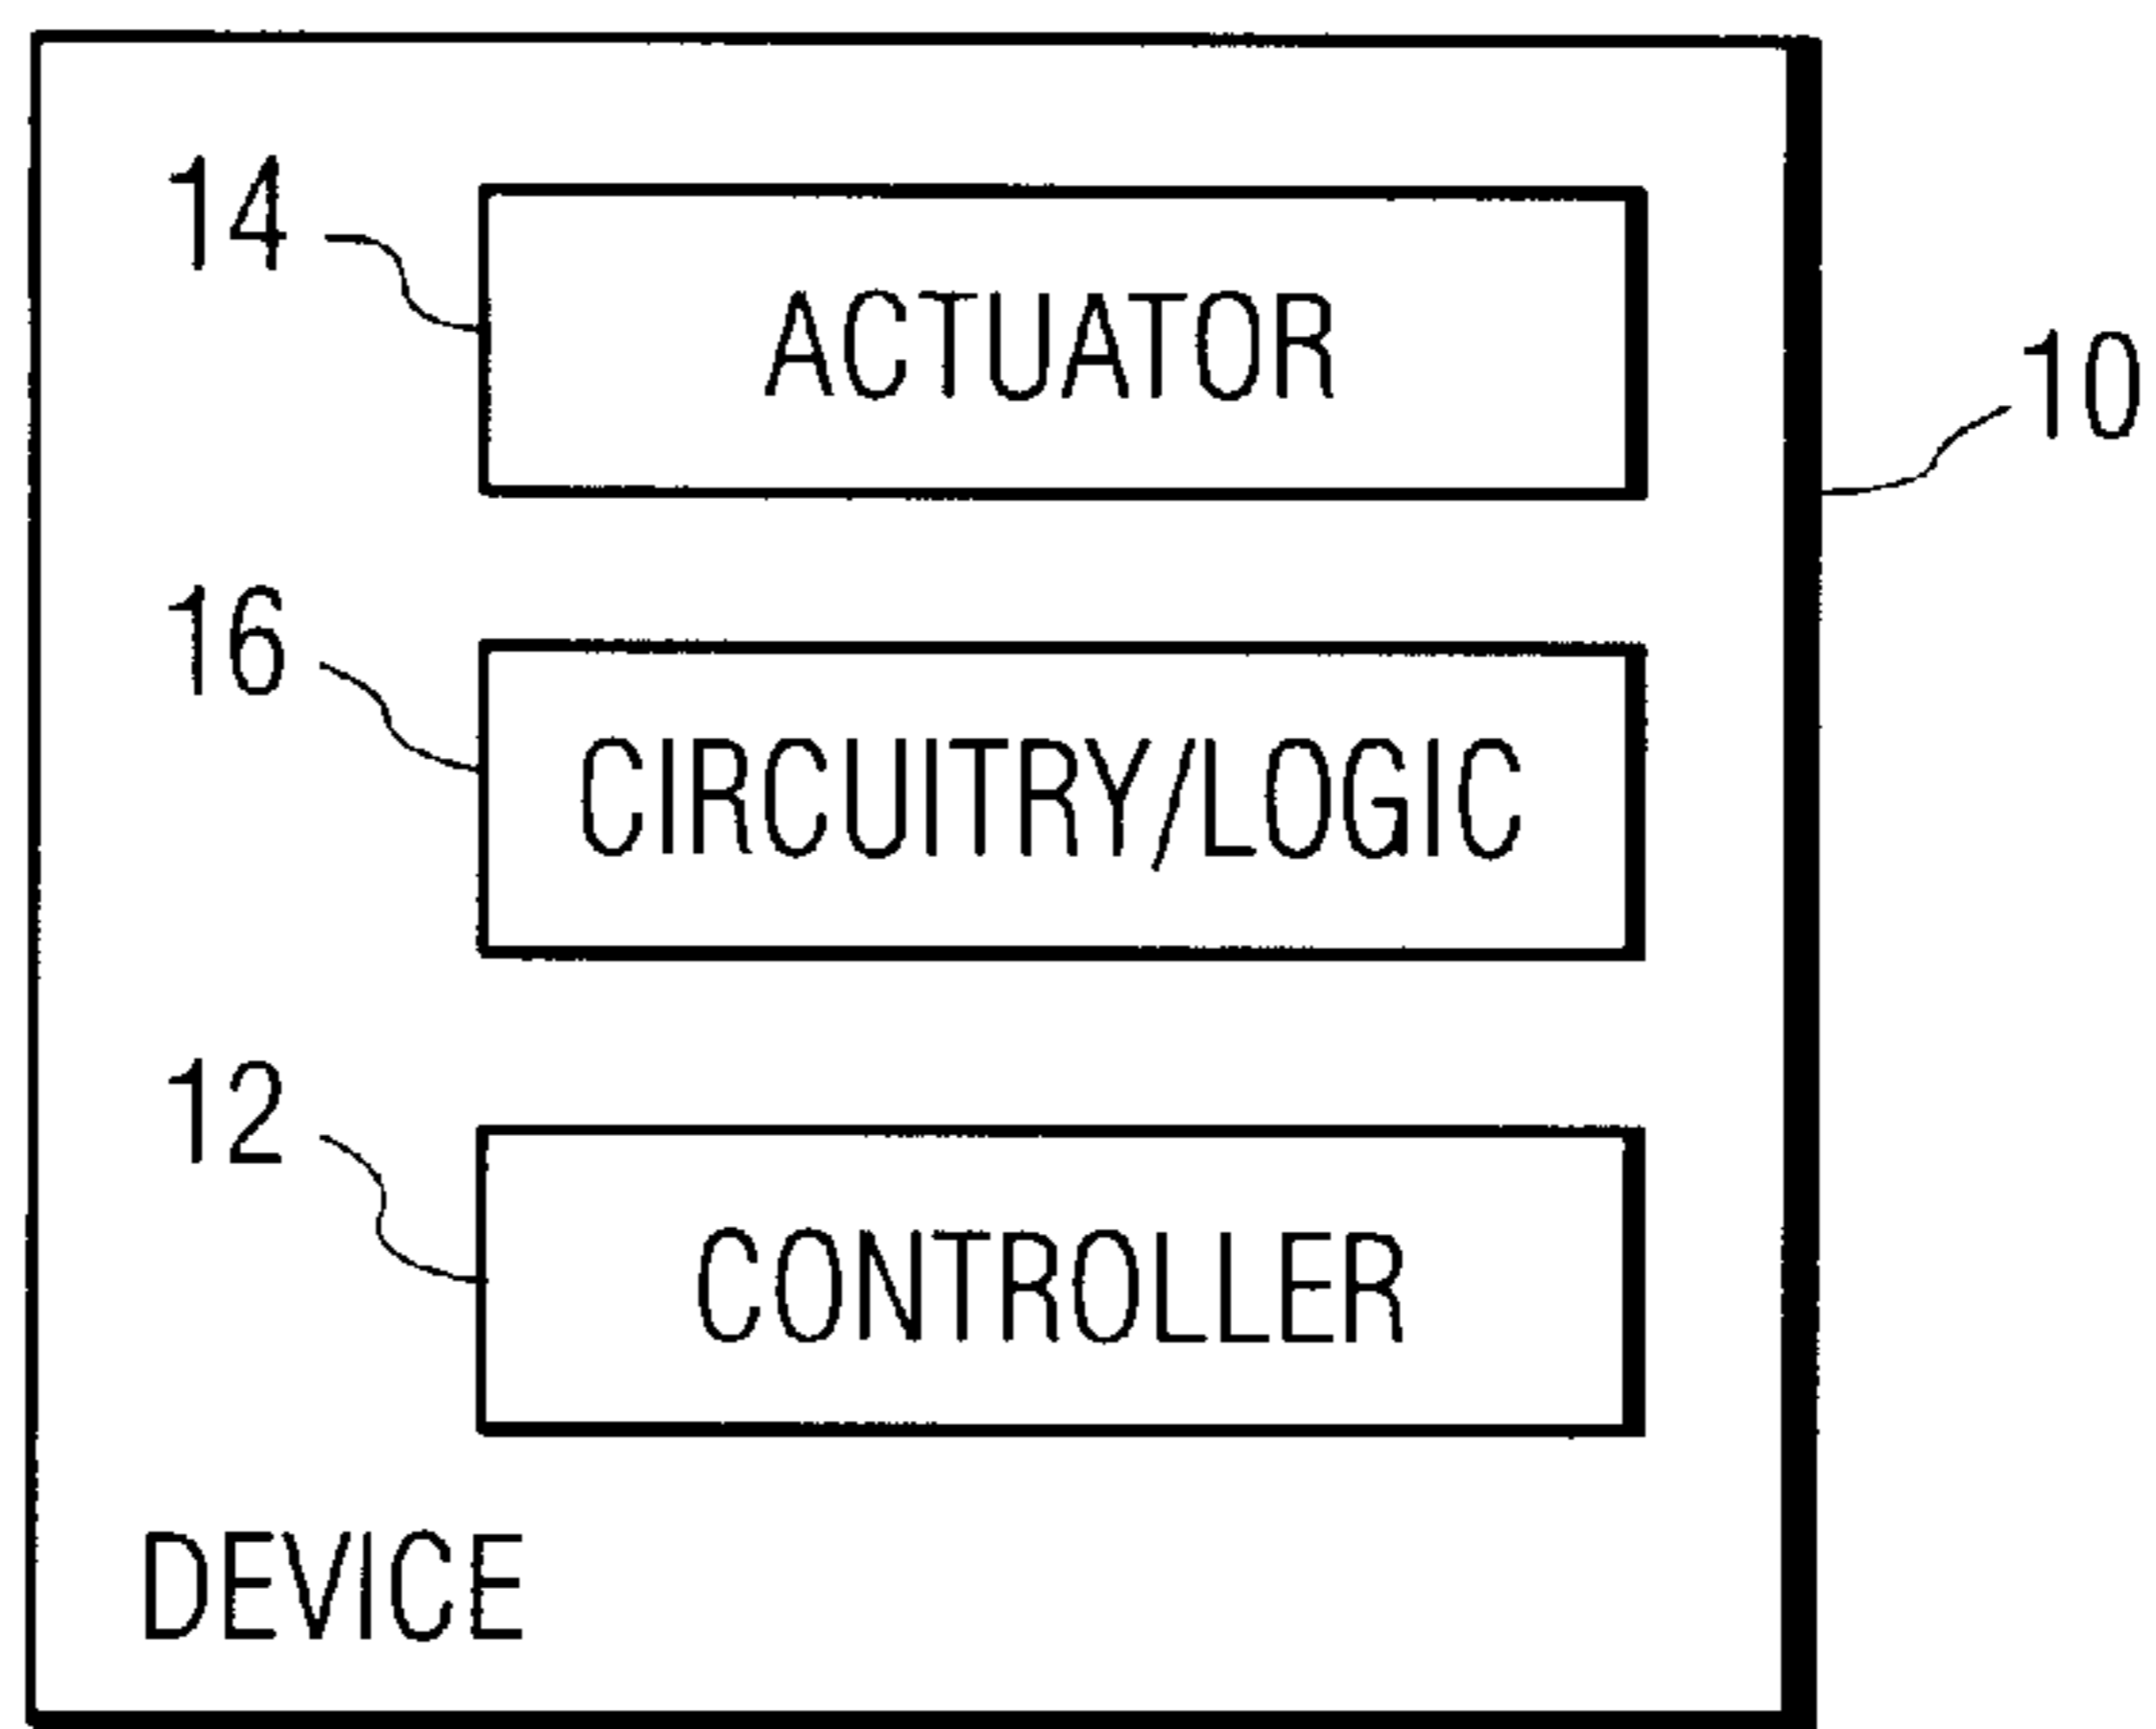 14
ACTUATOR
10
16
CIRCUITRY/LOGIC
12
CONTROLLER
DEVICE